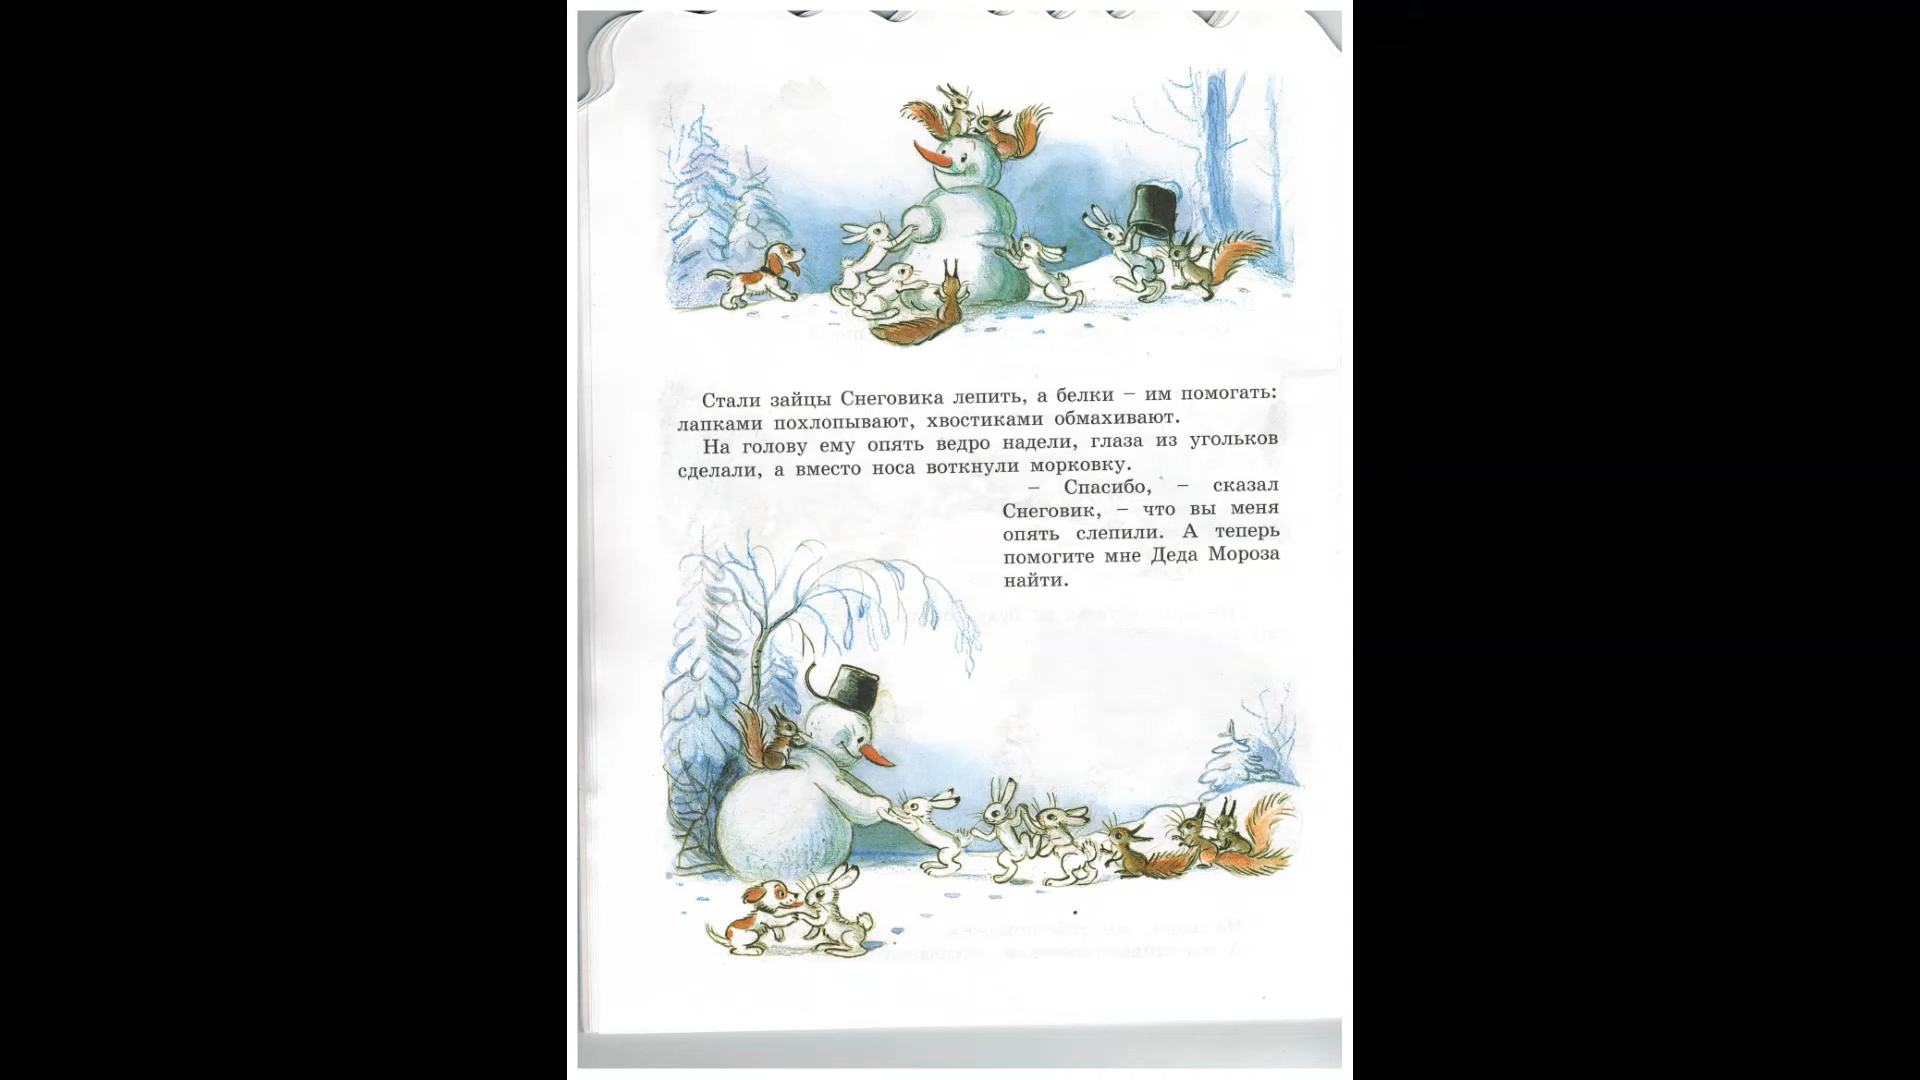 Стали зайцы Снеговика лепить, а белки – им помогать:
лапками похлопывают, хвостиками обмахивают.
На голову ему опять ведро надели, глаза из угольков
сделали, а вместо носа воткнули морковку.
– Спасибо, – сказал
Снеговик, – что вы меня
опять слепили. А теперь
помогите мне Деда Мороза
найти.